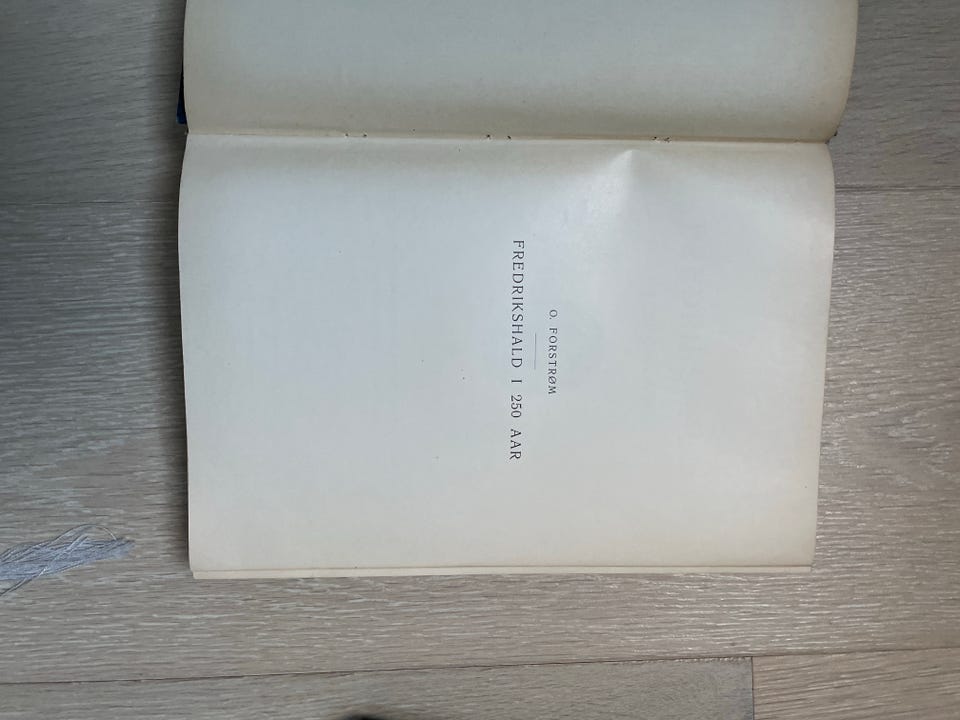 O. FORSTRØM
FREDRIKSHALD I 250 AAR